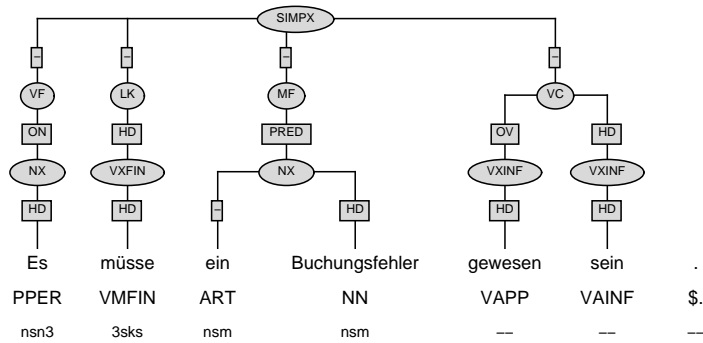 SIMPX
– – – –
VF LK MF VC
ON HD PRED OV HD
NX VXFIN NX VXINF VXINF
HD HD – HD HD HD
Es müsse ein Buchungsfehler gewesen sein .
PPER VMFIN ART NN VAPP VAINF $.
nsn3 3sks nsm nsm –– –– ––